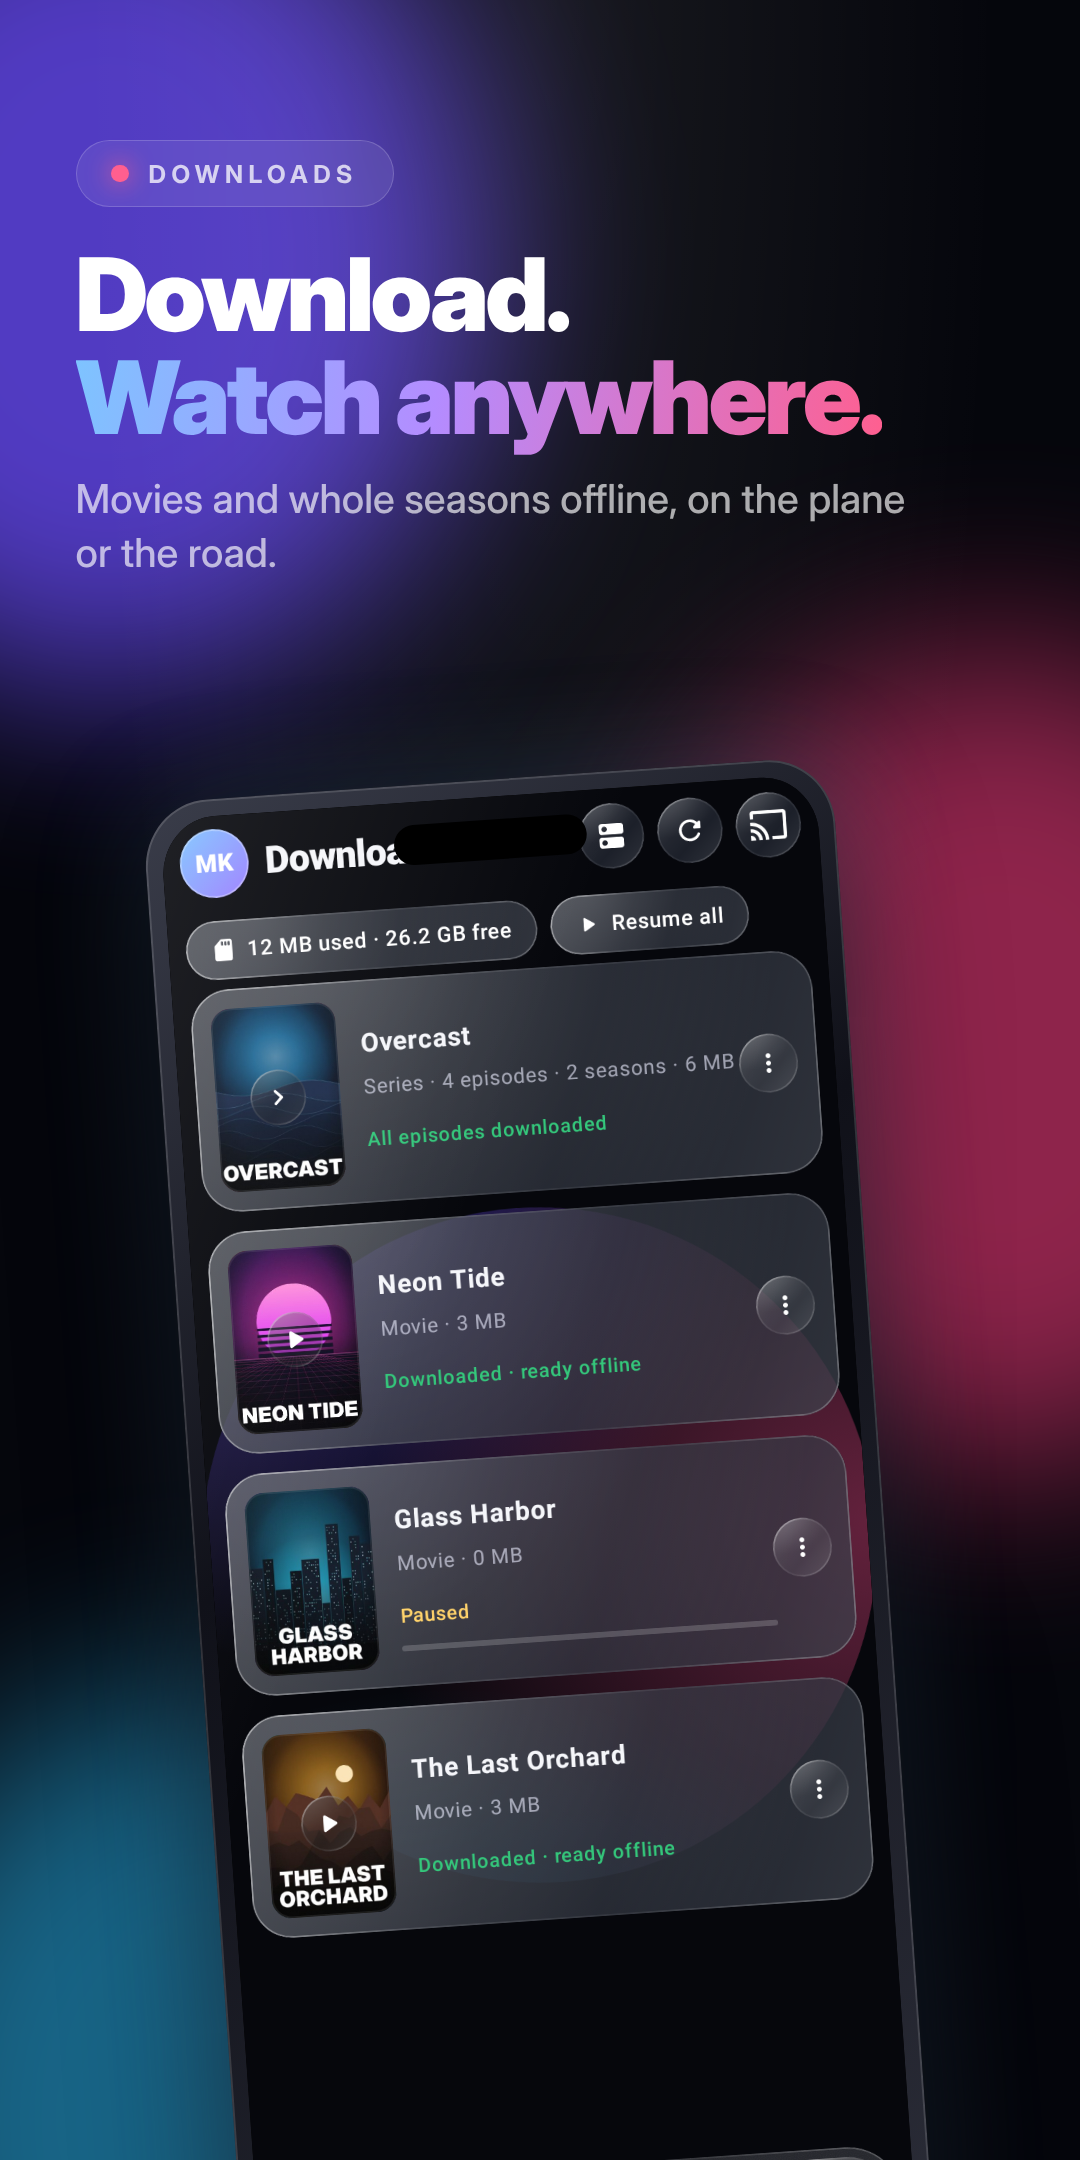 DOWNLOADS
Download.
Watch anywhere.
Movies and whole seasons offline, on the plane
or the road.
MK
Downloa
12 MB used · 26.2 GB free
Resume all
Overcast
Series · 4 episodes · 2 seasons · 6 MB
All episodes downloaded
OVERCAST
Neon Tide
Movie · 3 MB
Downloaded · ready offline
NEON TIDE
Glass Harbor
Movie · 0 MB
Paused
GLASS
HARBOR
The Last Orchard
Movie · 3 MB
Downloaded · ready offline
THE LAST
ORCHARD